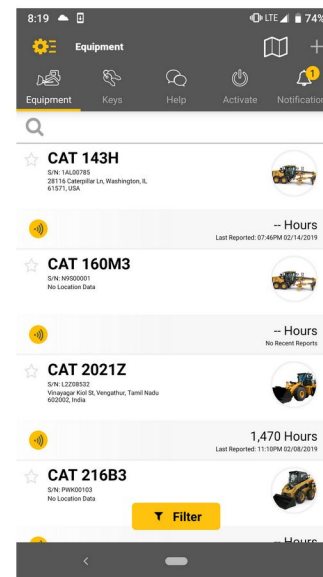 8:19
LTE 74%
Equipment
Equipment Keys Help Activate Notification
1
CAT 143H
S/N: 1AL00785
28116 Caterpillar Ln, Washington, IL
61571, USA
-- Hours
Last Reported: 07:46PM 02/14/2019
CAT 160M3
S/N: N9S00001
No Location Data
-- Hours
No Recent Reports
CAT 2021Z
S/N: L2Z08532
Vinayagar Kiol St, Vengathur, Tamil Nadu
602002, India
1,470 Hours
Last Reported: 11:10PM 02/08/2019
CAT 216B3
S/N: PWK00103
No Location Data
Filter
-- Hours